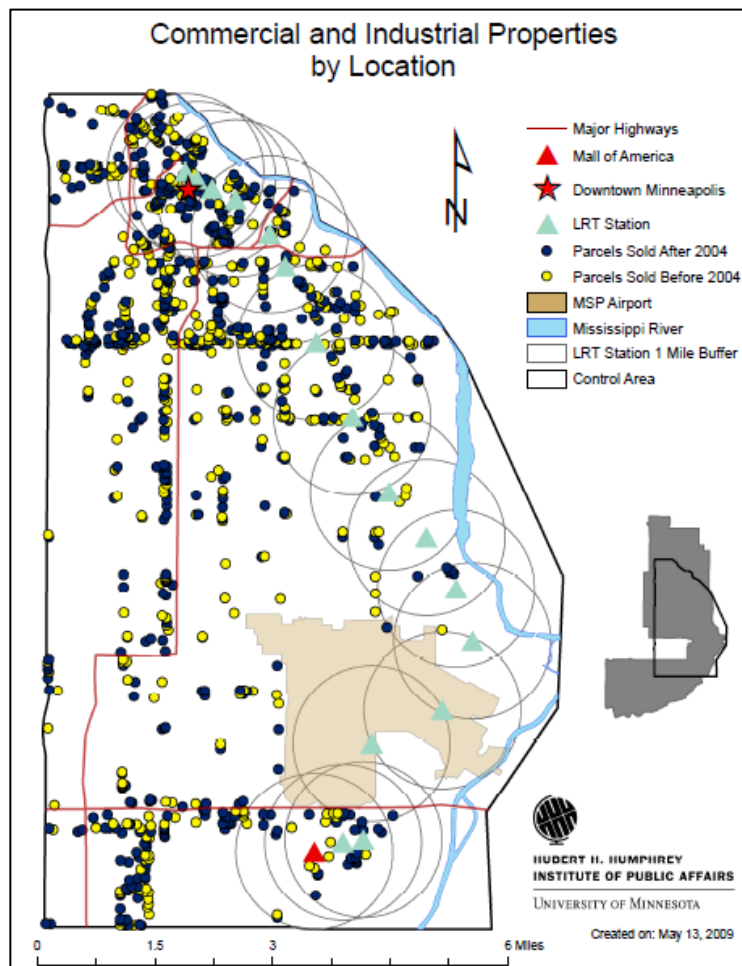 Commercial and Industrial Properties
by Location
Major Highways
Mall of America
Downtown Minneapolis
LRT Station
Parcels Sold After 2004
Parcels Sold Before 2004
MSP Airport
Mississippi River
LRT Station 1 Mile Buffer
Control Area
N
HUBERT H. HUMPHREY
INSTITUTE OF PUBLIC AFFAIRS
UNIVERSITY OF MINNESOTA
Created on: May 13, 2009
0 1.5 3 6 Miles